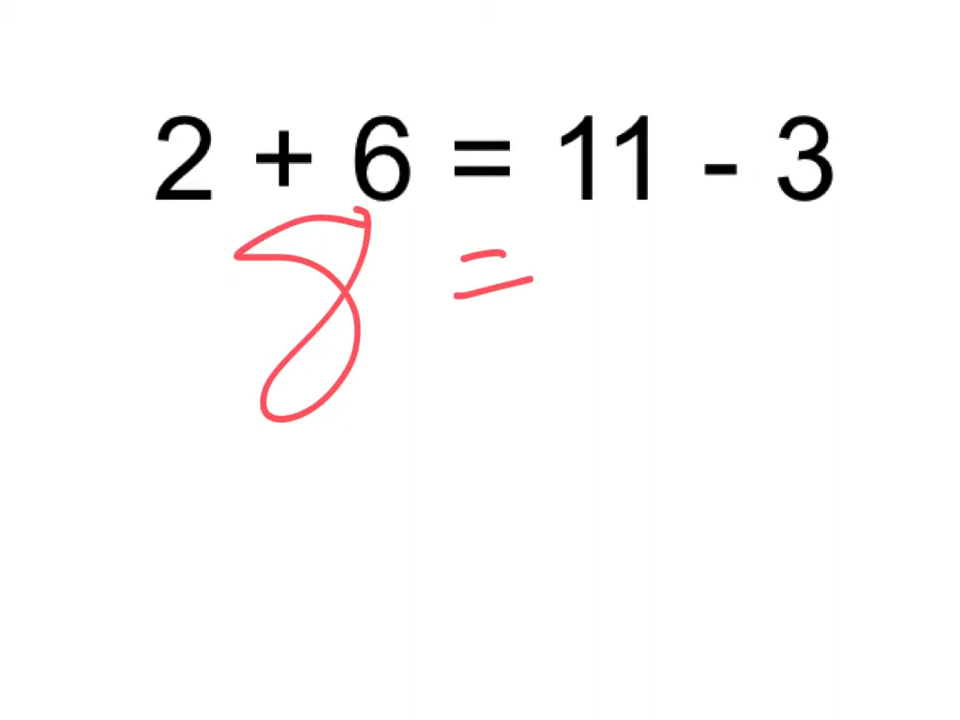 2 + 6 = 11 - 3
8 =